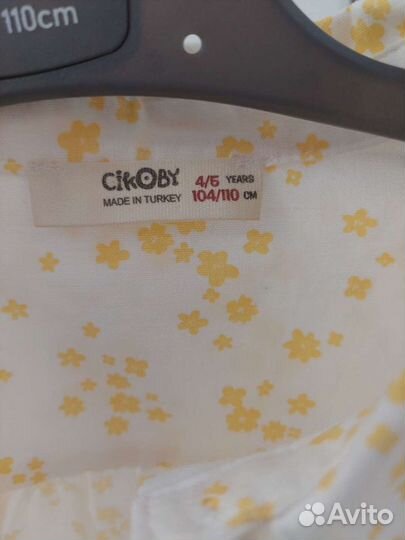 110cm
CikOBY 4/5 YEARS
MADE IN TURKEY 104/110 CM
Avito